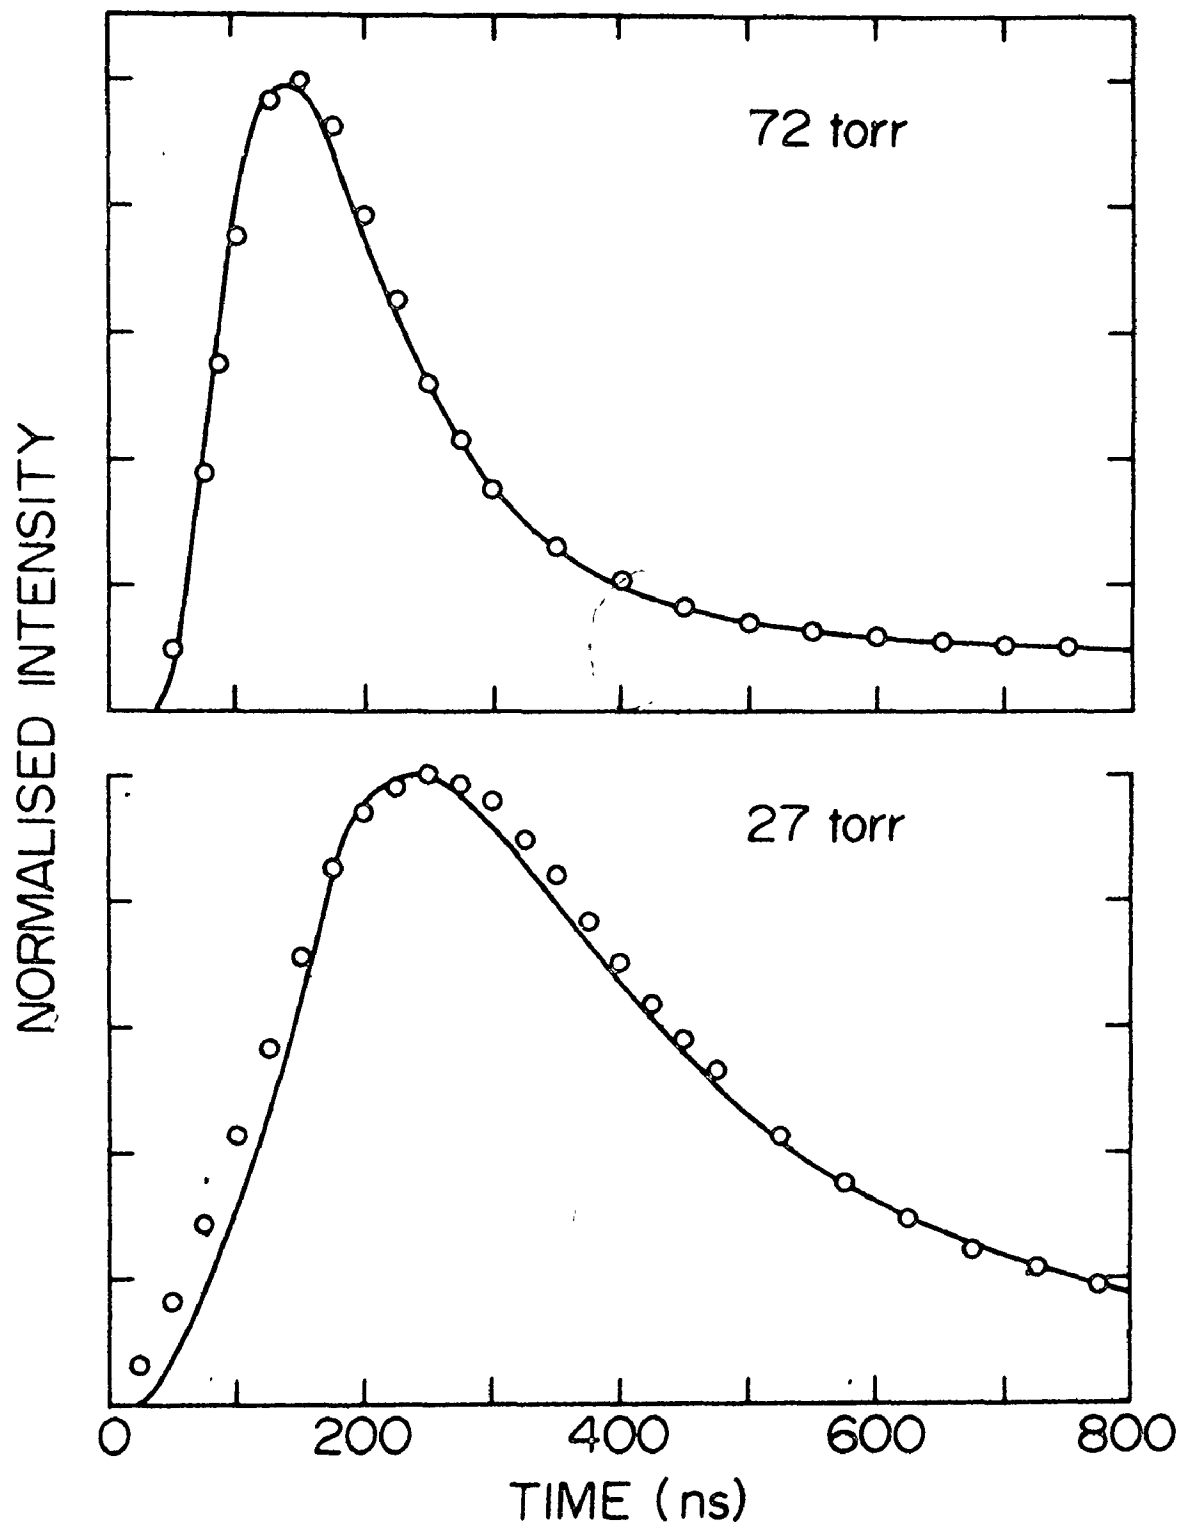 NORMALISED INTENSITY
72 torr
27 torr
0 200 400 600 800
TIME (ns)